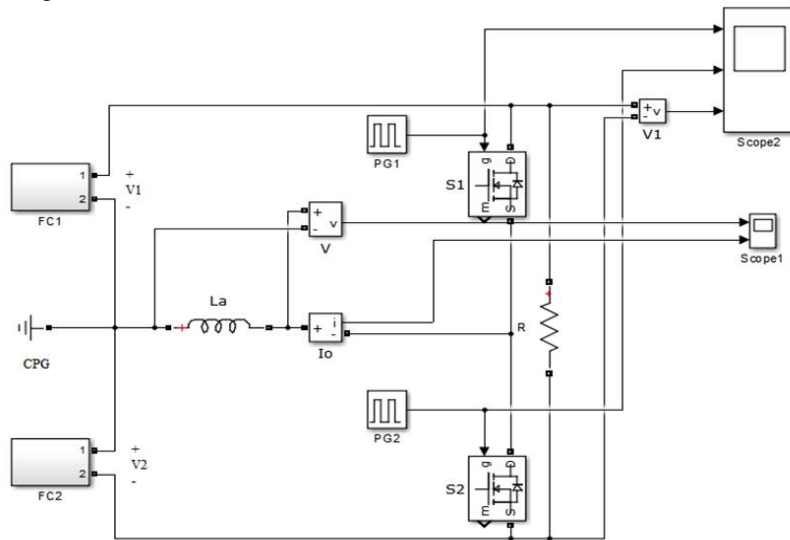 +
v
-
V1
Scope2
PG1
g
D
S1
m
S
1
2
FC1
+
V1
-
+
-
v
V
Scope1
La
+
+
i
-
Io
R
+
CPG
PG2
1
2
FC2
+
V2
-
g
D
S2
m
S